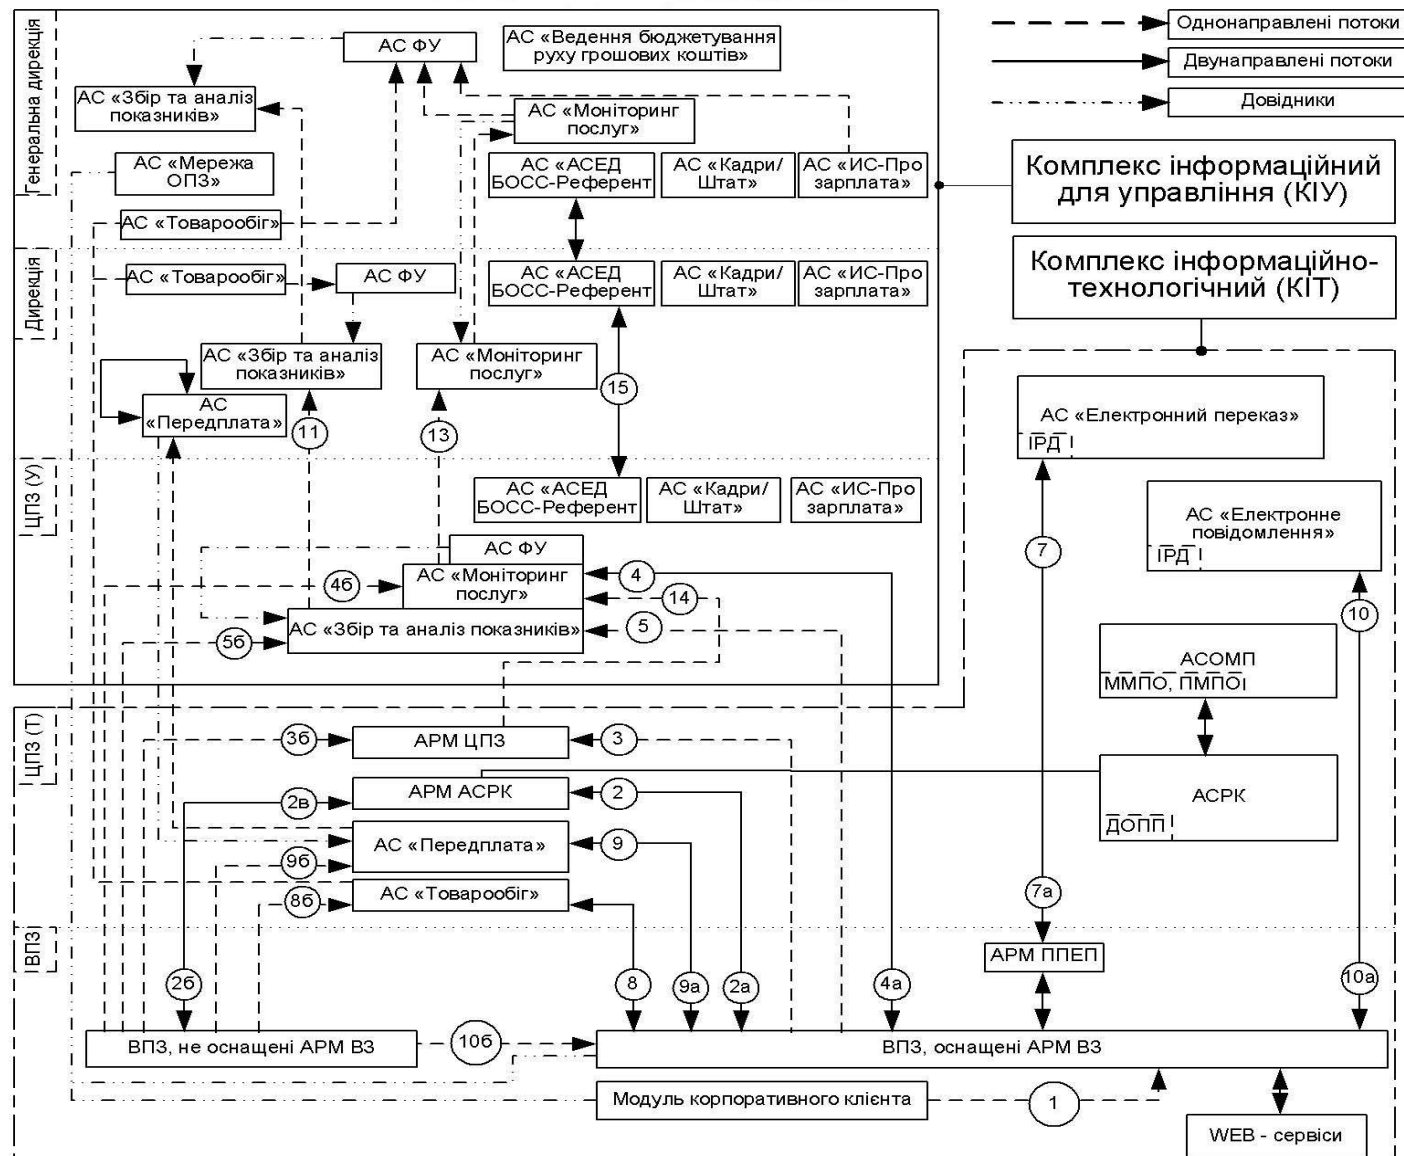 Генеральна дирекція
АС ФУ
АС «Ведення бюджетування
руху грошових коштів»
Однонаправлені потоки
Двунаправлені потоки
Довідники
АС «Збір та аналіз
показників»
АС «Моніторинг
послуг»
АС «Мережа
ОПЗ»
АС «АСЕД
БОСС-Референт
АС «Кадри/
Штат»
АС «ИС-Про
зарплата»
Комплекс інформаційний
для управління (КІУ)
АС «Товарообіг»
Дирекція
АС «Товарообіг»
АС ФУ
АС «АСЕД
БОСС-Референт
АС «Кадри/
Штат»
АС «ИС-Про
зарплата»
Комплекс інформаційно-
технологічний (КІТ)
АС «Збір та аналіз
показників»
АС «Моніторинг
послуг»
15
АС
«Передплата»
11
13
АС «Електронний переказ»
ІРД
ЦПЗ (У)
АС «АСЕД
БОСС-Референт
АС «Кадри/
Штат»
АС «ИС-Про
зарплата»
АС «Електронне
повідомлення»
ІРД
АС ФУ
7
4б
АС «Моніторинг
послуг»
4
14
10
5б
АС «Збір та аналіз показників»
5
АСОМП
ММПО, ПМПОі
ЦПЗ (Т)
3б
АРМ ЦПЗ
3
2в
АРМ АСРК
2
АСРК
ДОПП
9б
АС «Передплата»
9
8б
АС «Товарообіг»
7а
ВПЗ
АРМ ППЕП
2б
8
9а
2а
4а
10а
ВПЗ, не оснащені АРМ ВЗ
10б
ВПЗ, оснащені АРМ ВЗ
Модуль корпоративного клієнта
1
WEB - сервіси